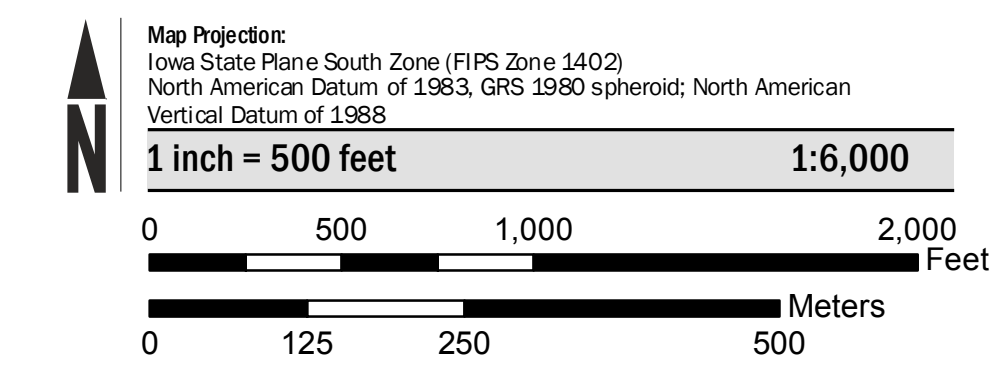 Map Projection:
Iowa State Plane South Zone (FIPS Zone 1402)
North American Datum of 1983, GRS 1980 spheroid; North American
Vertical Datum of 1988
N
1 inch = 500 feet 1:6,000
0 500 1,000 2,000
Feet
Meters
0 125 250 500